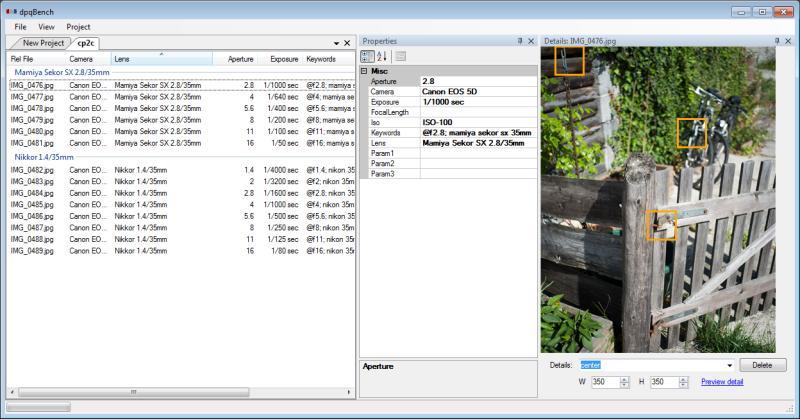 dpqBench
File View Project
New Project cp2c
Rel File Camera Lens Aperture Exposure Keywords
Mamiya Sekor SX 2.8/35mm
IMG_0476.jpg Canon EO... Mamiya Sekor SX 2.8/35mm 2.8 1/1000 sec @f2.8; mamiya s
IMG_0477.jpg Canon EO... Mamiya Sekor SX 2.8/35mm 4 1/640 sec @f4; mamiya sek
IMG_0478.jpg Canon EO... Mamiya Sekor SX 2.8/35mm 5.6 1/400 sec @f5.6; mamiya s
IMG_0479.jpg Canon EO... Mamiya Sekor SX 2.8/35mm 8 1/200 sec @f8; mamiya sek
IMG_0480.jpg Canon EO... Mamiya Sekor SX 2.8/35mm 11 1/100 sec @f11; mamiya se
IMG_0481.jpg Canon EO... Mamiya Sekor SX 2.8/35mm 16 1/50 sec @f16; mamiya se
Nikkor 1.4/35mm
IMG_0482.jpg Canon EO... Nikkor 1.4/35mm 1.4 1/4000 sec @f1.4; nikon 35m
IMG_0483.jpg Canon EO... Nikkor 1.4/35mm 2 1/3200 sec @f2; nikon 35mm
IMG_0484.jpg Canon EO... Nikkor 1.4/35mm 2.8 1/1600 sec @f2.8; nikon 35m
IMG_0485.jpg Canon EO... Nikkor 1.4/35mm 4 1/1000 sec @f4; nikon 35mm
IMG_0486.jpg Canon EO... Nikkor 1.4/35mm 5.6 1/500 sec @f5.6; nikon 35m
IMG_0487.jpg Canon EO... Nikkor 1.4/35mm 8 1/250 sec @f8; nikon 35mm
IMG_0488.jpg Canon EO... Nikkor 1.4/35mm 11 1/125 sec @f11; nikon 35m
IMG_0489.jpg Canon EO... Nikkor 1.4/35mm 16 1/80 sec @f16; nikon 35m
Properties
Misc
Aperture 2.8
Camera Canon EOS 5D
Exposure 1/1000 sec
FocalLength
Iso ISO-100
Keywords @f2.8; mamiya sekor sx 35mm
Lens Mamiya Sekor SX 2.8/35mm
Param1
Param2
Param3
Aperture
Details: IMG_0476.jpg
Details: center Delete
W 350 H 350 Preview detail